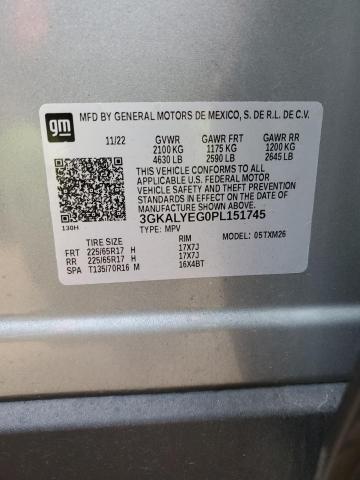 gm
MFD BY GENERAL MOTORS DE MEXICO, S. DE R.L. DE C.V.
11/22 GVWR GAWR FRT GAWR RR
2100 KG 1175 KG 1200 KG
4630 LB 2590 LB 2645 LB
THIS VEHICLE CONFORMS TO ALL
APPLICABLE U.S. FEDERAL MOTOR
VEHICLE SAFETY AND THEFT PREVENTION
STANDARDS IN EFFECT ON THE DATE
OF MANUFACTURE SHOWN ABOVE.
3GKALYEG0PL151745
130H TYPE: MPV
TIRE SIZE RIM 05TXM26
FRT 225/65R17 H 17X7J
RR 225/65R17 H 17X7J
SPA T135/70R16 M 16X4BT